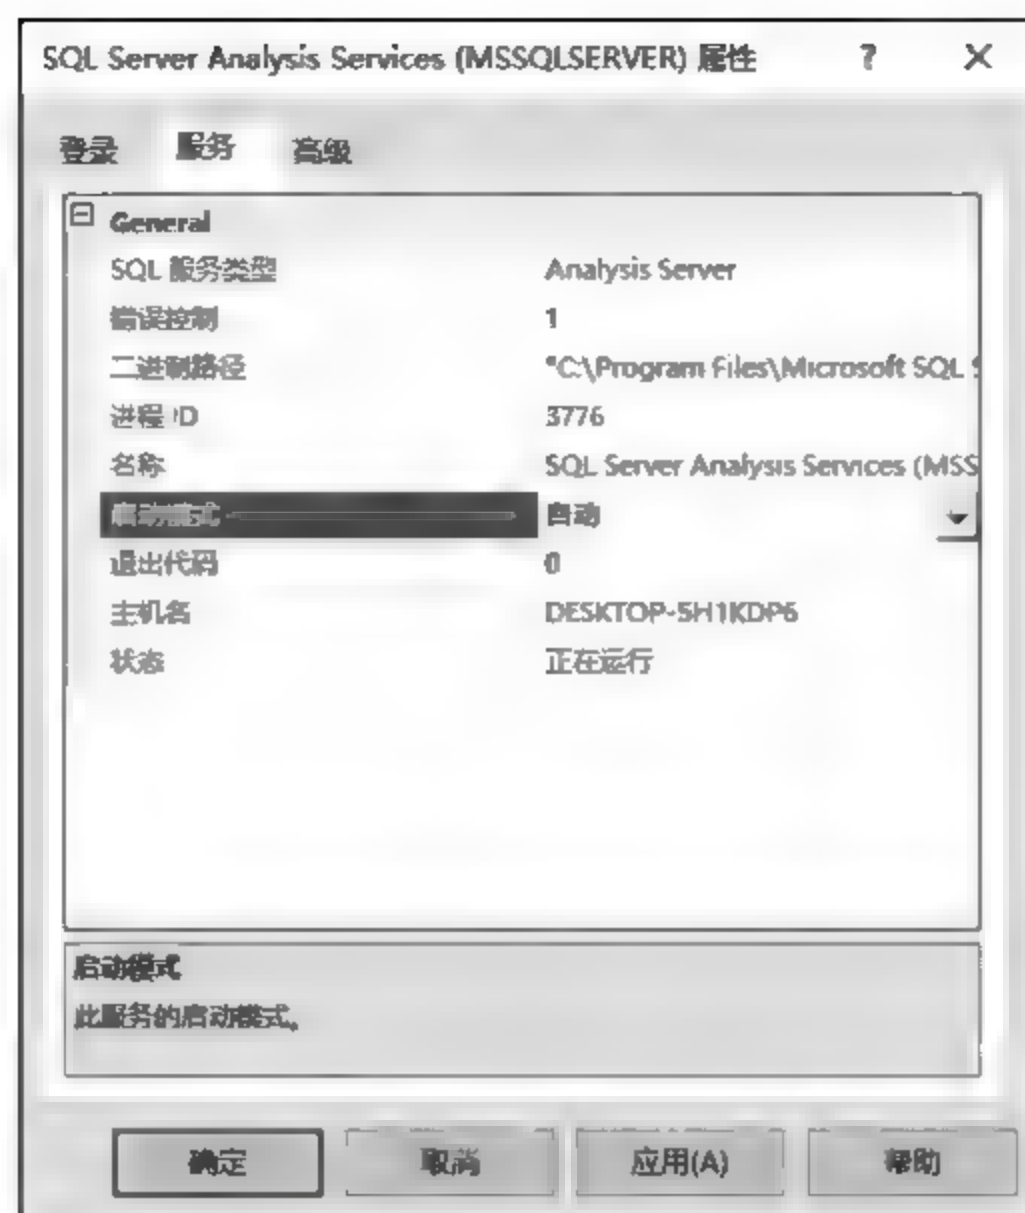 SQL Server Analysis Services (MSSQLSERVER) 属性 ? ✕
登录 服务 高级
General
SQL 服务类型 Analysis Server
错误控制 1
二进制路径 "C:\Program Files\Microsoft SQL S
进程 ID 3776
名称 SQL Server Analysis Services (MSS
启动模式 自动
退出代码 0
主机名 DESKTOP-5H1KDP6
状态 正在运行
启动模式
此服务的启动模式。
确定 取消 应用(A) 帮助